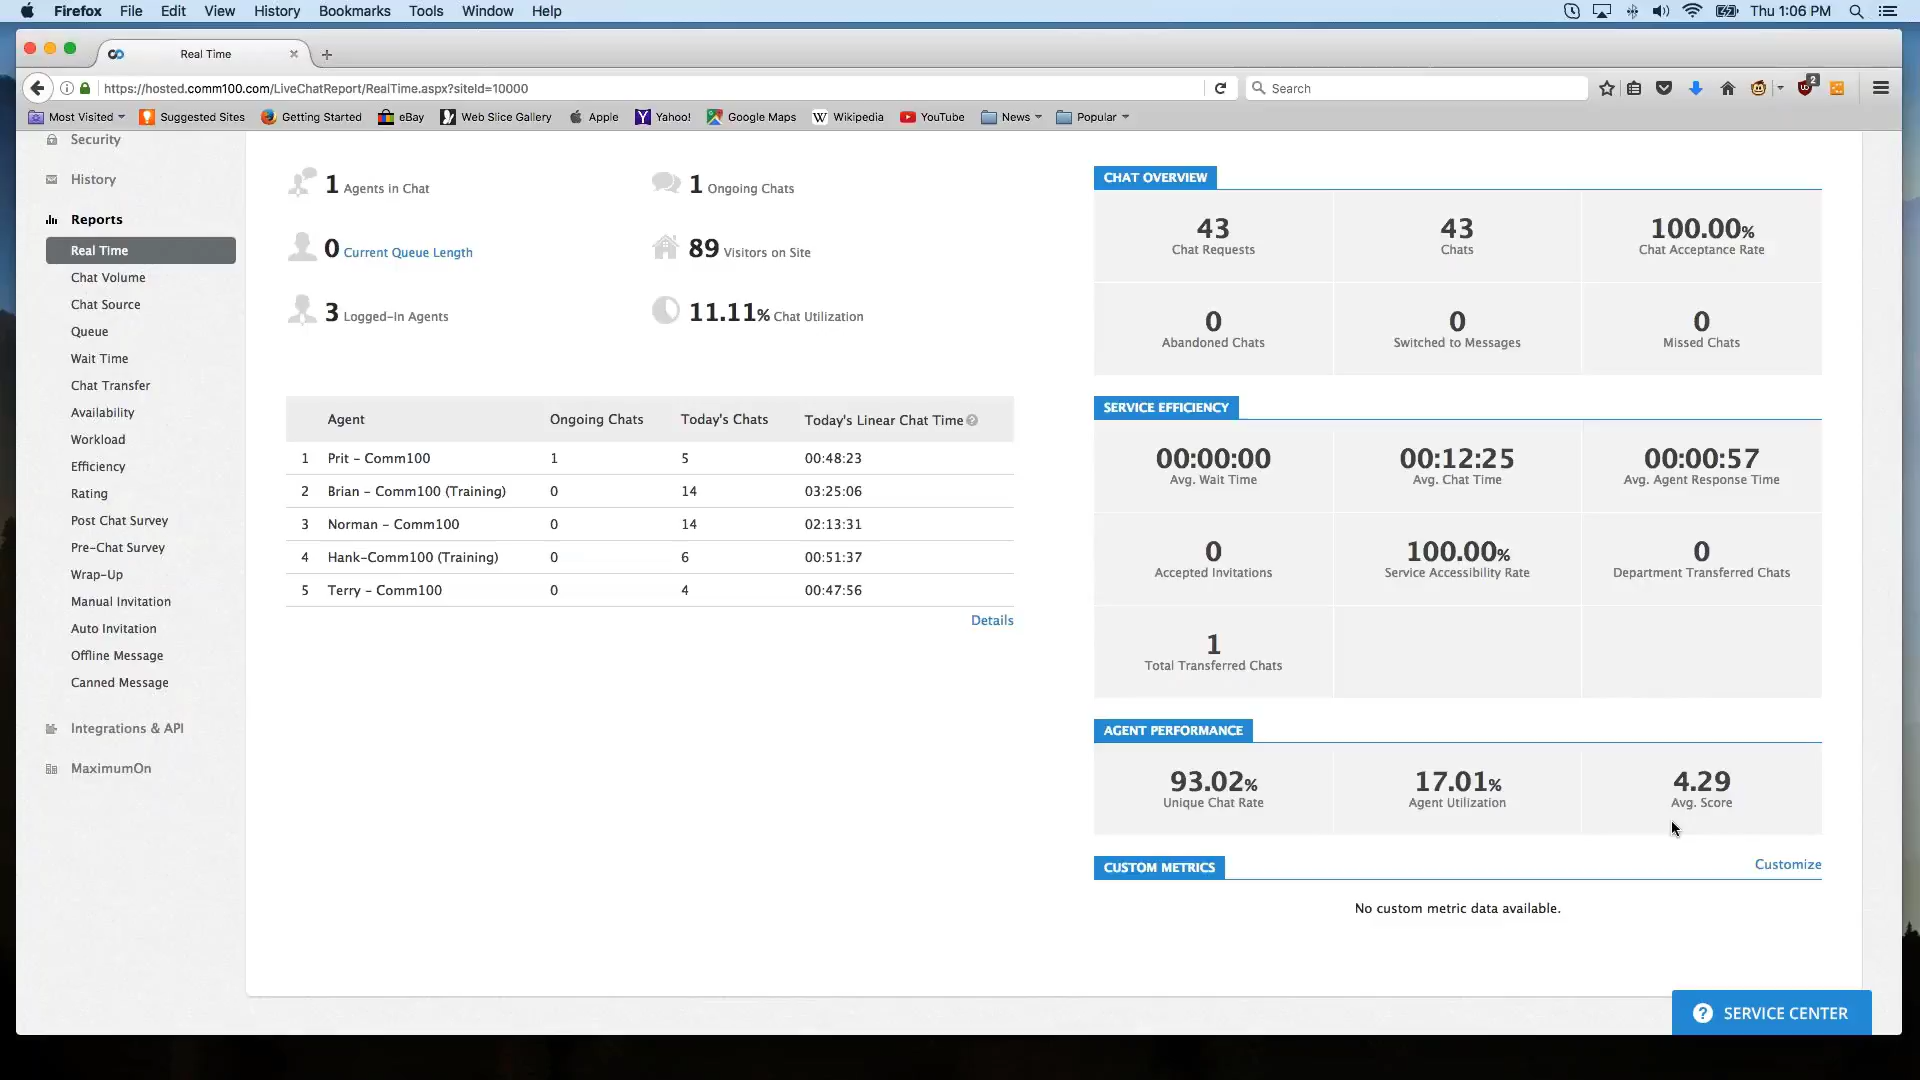 Firefox File Edit View History Bookmarks Tools Window Help Thu 1:06 PM
Real Time
https://hosted.comm100.com/LiveChatReport/RealTime.aspx?siteId=10000 Search 2
Most Visited Suggested Sites Getting Started eBay Web Slice Gallery Apple Yahoo! Google Maps Wikipedia YouTube News Popular
Security
History
Reports
Real Time
Chat Volume
Chat Source
Queue
Wait Time
Chat Transfer
Availability
Workload
Efficiency
Rating
Post Chat Survey
Pre-Chat Survey
Wrap-Up
Manual Invitation
Auto Invitation
Offline Message
Canned Message
Integrations & API
MaximumOn
1 Agents in Chat 1 Ongoing Chats
0 Current Queue Length 89 Visitors on Site
3 Logged-In Agents 11.11% Chat Utilization
Agent Ongoing Chats Today's Chats Today's Linear Chat Time ?
1 Prit - Comm100 1 5 00:48:23
2 Brian - Comm100 (Training) 0 14 03:25:06
3 Norman - Comm100 0 14 02:13:31
4 Hank-Comm100 (Training) 0 6 00:51:37
5 Terry - Comm100 0 4 00:47:56
Details
CHAT OVERVIEW
43 43 100.00%
Chat Requests Chats Chat Acceptance Rate
0 0 0
Abandoned Chats Switched to Messages Missed Chats
SERVICE EFFICIENCY
00:00:00 00:12:25 00:00:57
Avg. Wait Time Avg. Chat Time Avg. Agent Response Time
0 100.00% 0
Accepted Invitations Service Accessibility Rate Department Transferred Chats
1
Total Transferred Chats
AGENT PERFORMANCE
93.02% 17.01% 4.29
Unique Chat Rate Agent Utilization Avg. Score
CUSTOM METRICS Customize
No custom metric data available.
? SERVICE CENTER